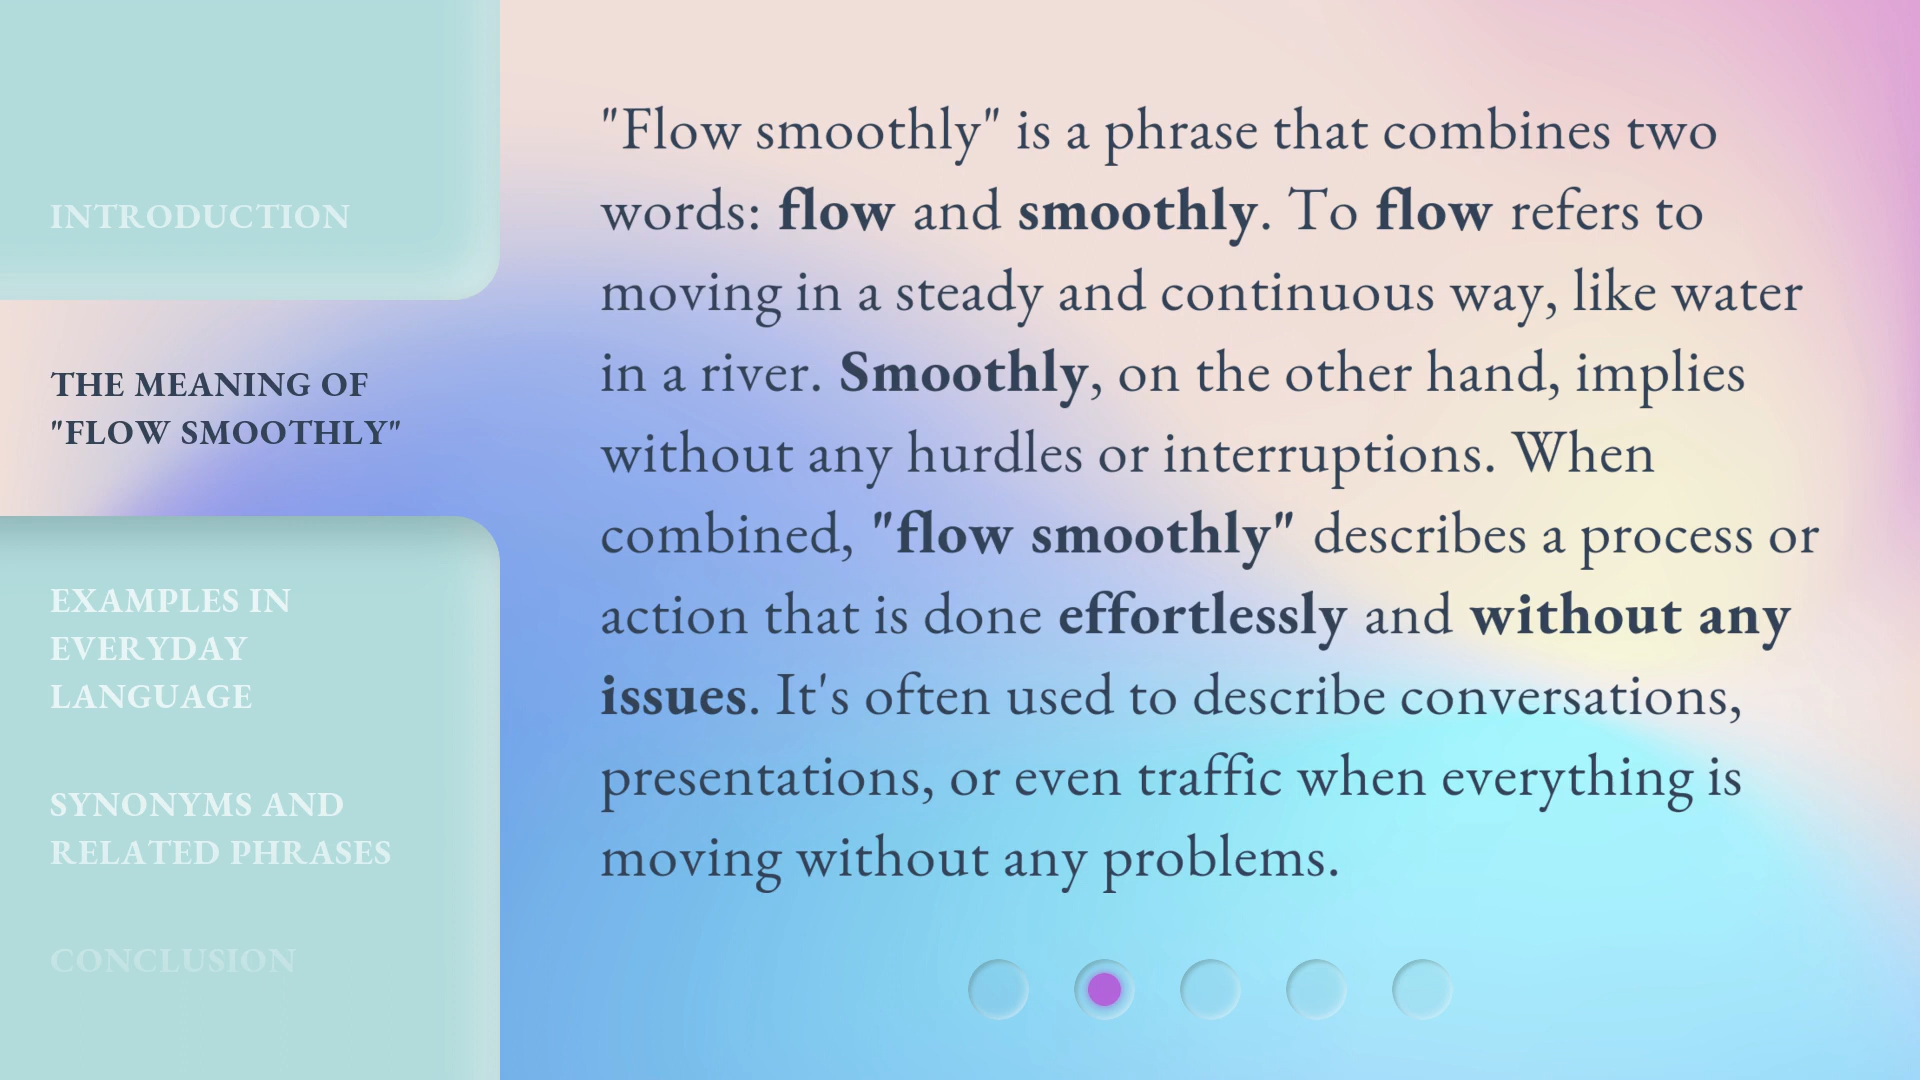 INTRODUCTION
THE MEANING OF
"FLOW SMOOTHLY"
EXAMPLES IN
EVERYDAY
LANGUAGE
SYNONYMS AND
RELATED PHRASES
CONCLUSION
"Flow smoothly" is a phrase that combines two
words: flow and smoothly. To flow refers to
moving in a steady and continuous way, like water
in a river. Smoothly, on the other hand, implies
without any hurdles or interruptions. When
combined, "flow smoothly" describes a process or
action that is done effortlessly and without any
issues. It's often used to describe conversations,
presentations, or even traffic when everything is
moving without any problems.